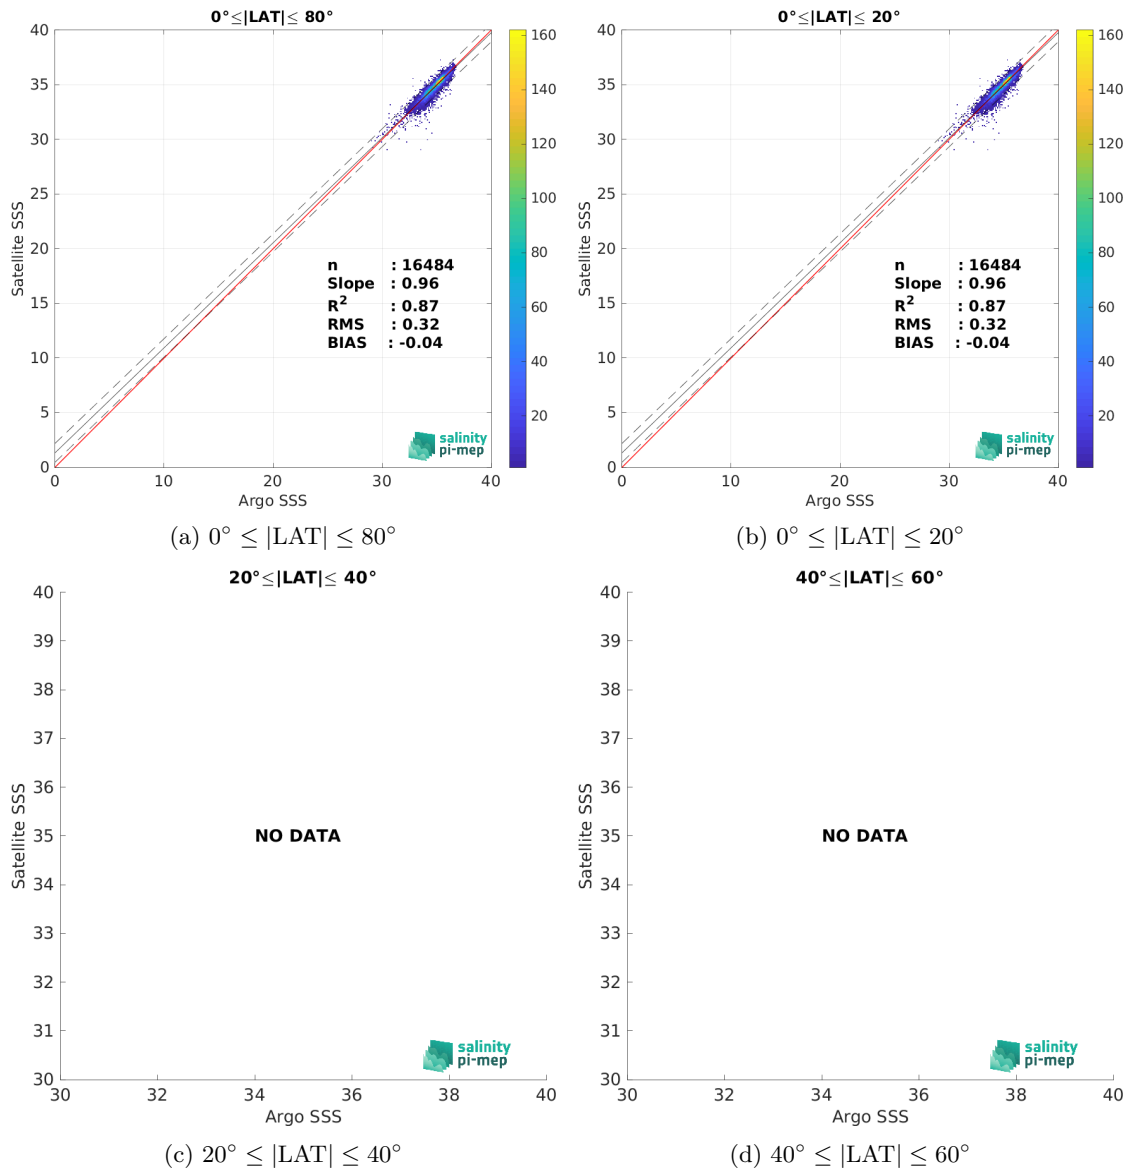 0°≤|LAT|≤ 80°
40
35
30
25
20
15
10
5
0
0
10
20
30
40
Satellite SSS
Argo SSS
n : 16484
Slope : 0.96
R² : 0.87
RMS : 0.32
BIAS : -0.04
salinity
pi-mep
160
140
120
100
80
60
40
20
(a) 0° ≤ |LAT| ≤ 80°
0°≤|LAT|≤ 20°
40
35
30
25
20
15
10
5
0
0
10
20
30
40
Satellite SSS
Argo SSS
n : 16484
Slope : 0.96
R² : 0.87
RMS : 0.32
BIAS : -0.04
salinity
pi-mep
160
140
120
100
80
60
40
20
(b) 0° ≤ |LAT| ≤ 20°
20°≤|LAT|≤ 40°
40
39
38
37
36
35
34
33
32
31
30
30
32
34
36
38
40
Satellite SSS
Argo SSS
NO DATA
salinity
pi-mep
(c) 20° ≤ |LAT| ≤ 40°
40°≤|LAT|≤ 60°
40
39
38
37
36
35
34
33
32
31
30
30
32
34
36
38
40
Satellite SSS
Argo SSS
NO DATA
salinity
pi-mep
(d) 40° ≤ |LAT| ≤ 60°